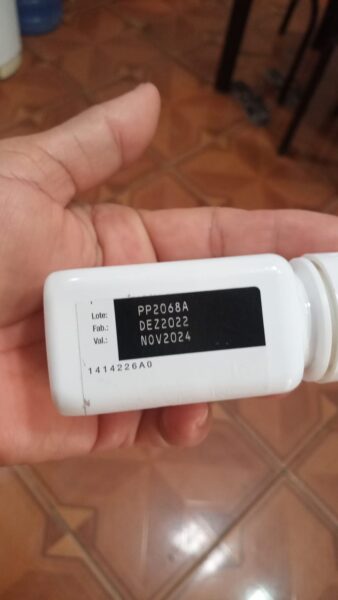 Lote: PP2068A
Fab.: DEZ2022
Val.: NOV2024
1414226A0